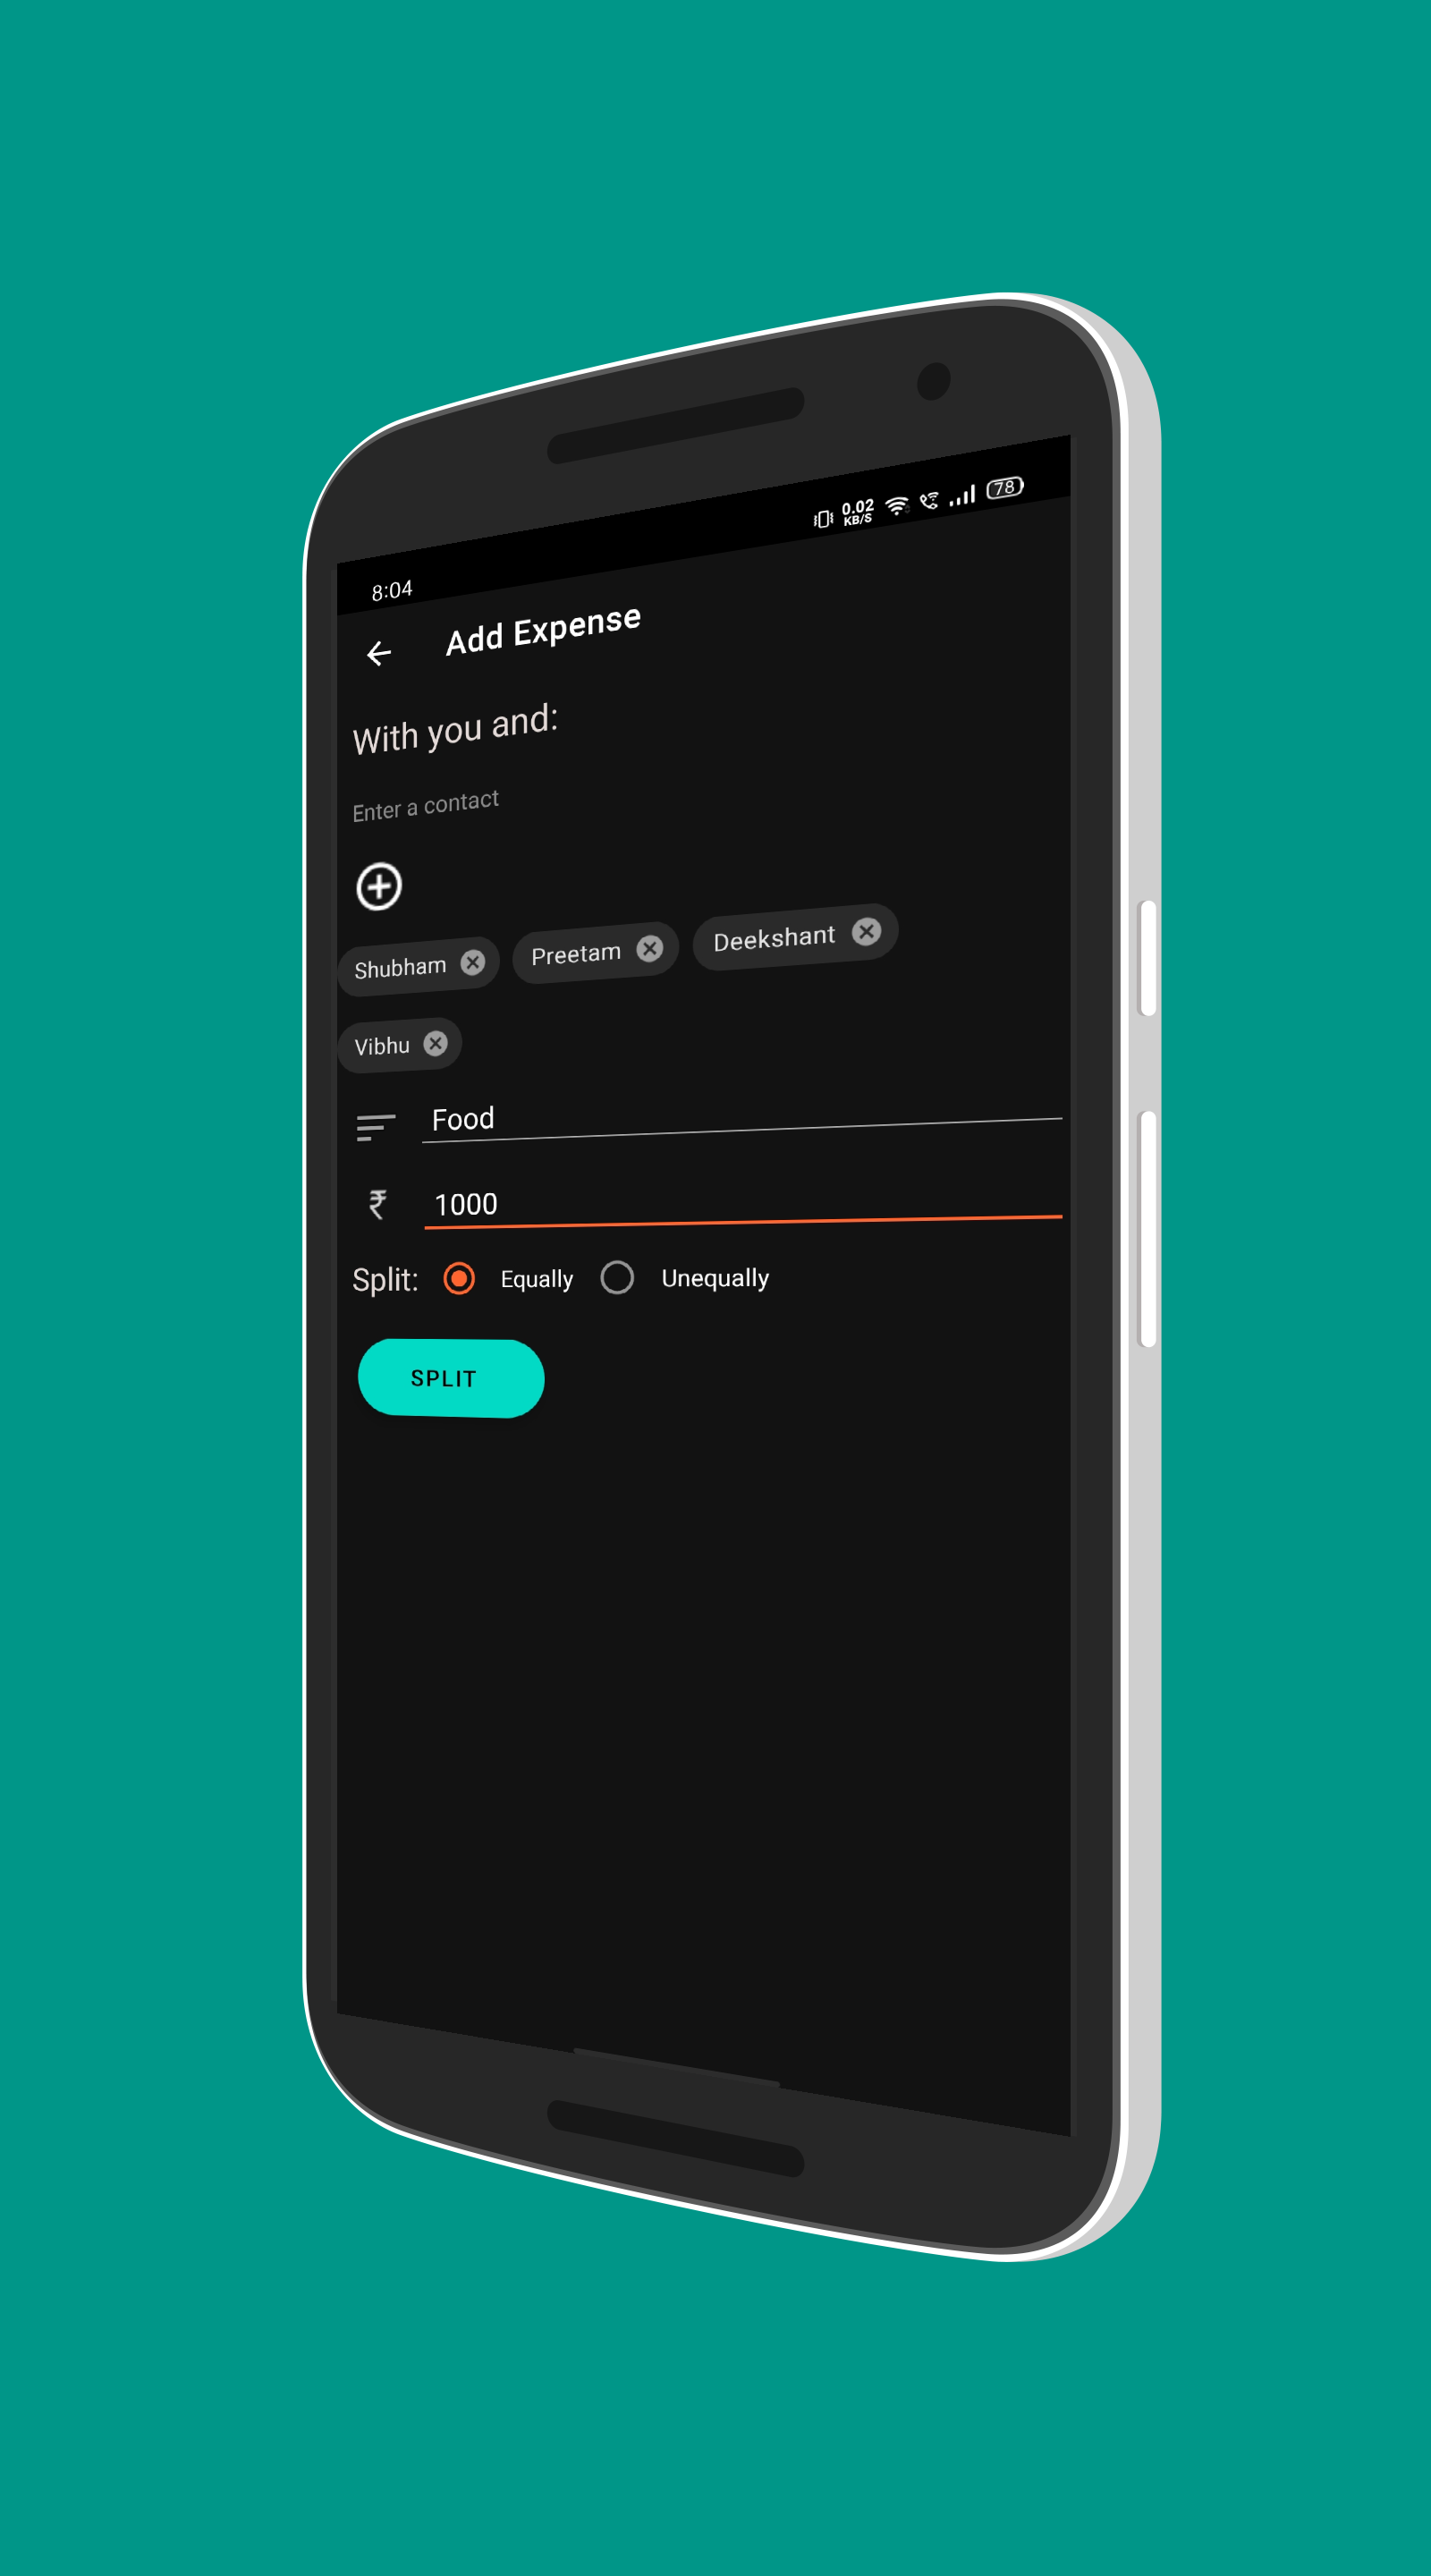 8:04 0.02 KB/S 78
Add Expense
With you and:
Enter a contact
Shubham Preetam Deekshant
Vibhu
Food
₹ 1000
Split: Equally Unequally
SPLIT